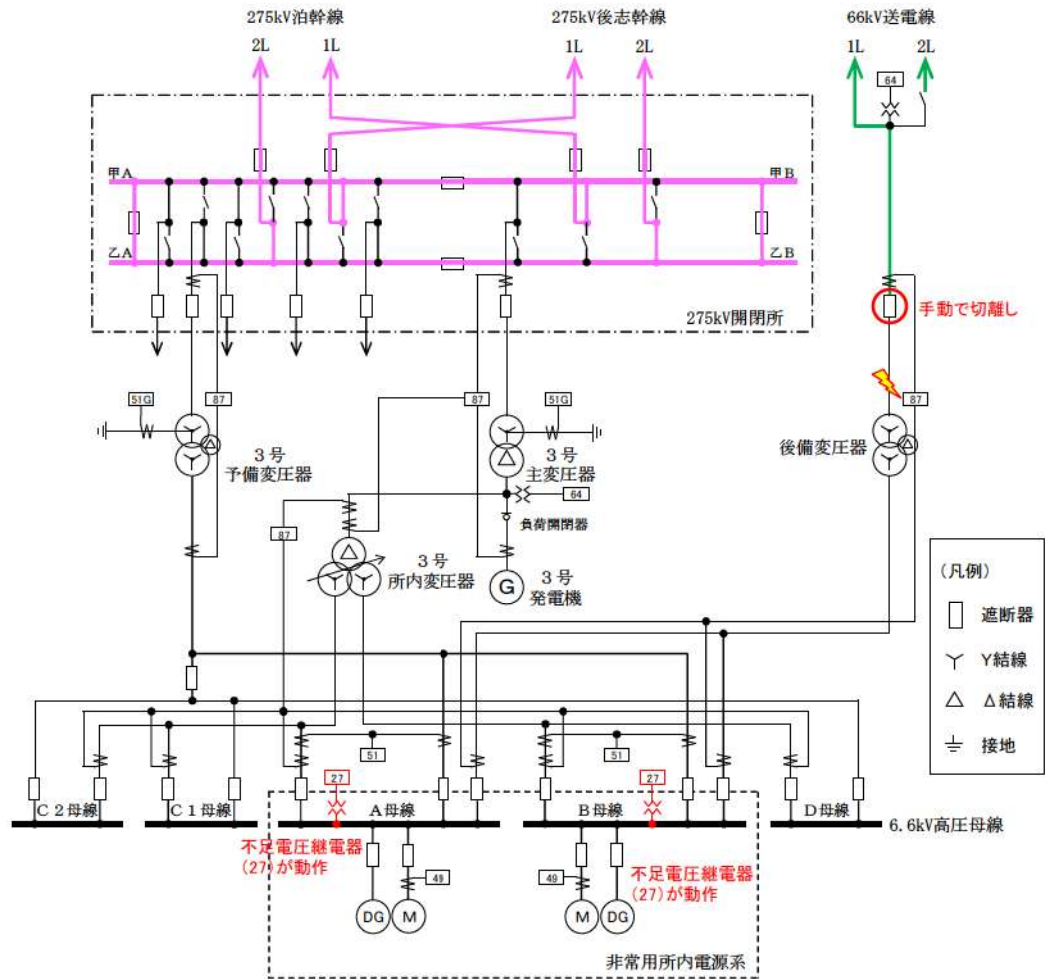 275kV泊幹線
275kV後志幹線
66kV送電線
2L
1L
1L
2L
1L
2L
64
甲A
甲B
乙A
乙B
275kV開閉所
手動で切離し
51G
87
51G
87
87
3号
予備変圧器
3号
主変圧器
後備変圧器
64
負荷開閉器
87
3号
所内変圧器
G
3号
発電機
(凡例)
遮断器
Y結線
Δ結線
接地
51
51
27
27
C2母線
C1母線
A母線
B母線
D母線
6.6kV高圧母線
不足電圧継電器
(27)が動作
不足電圧継電器
(27)が動作
49
49
DG
M
M
DG
非常用所内電源系